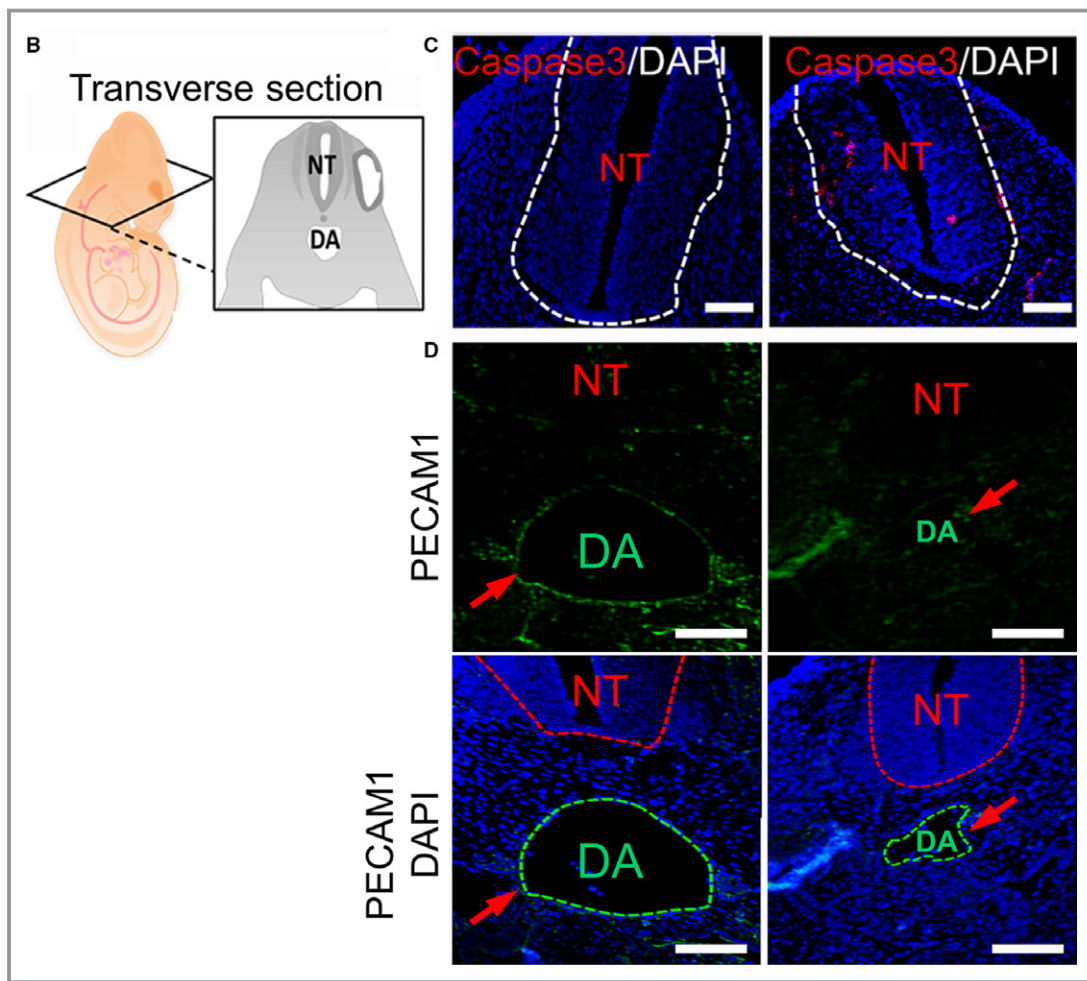 B
Transverse section
NT
DA
C
Caspase3/DAPI
NT
Caspase3/DAPI
NT
D
PECAM1
NT
DA
NT
DA
PECAM1
DAPI
NT
DA
NT
DA